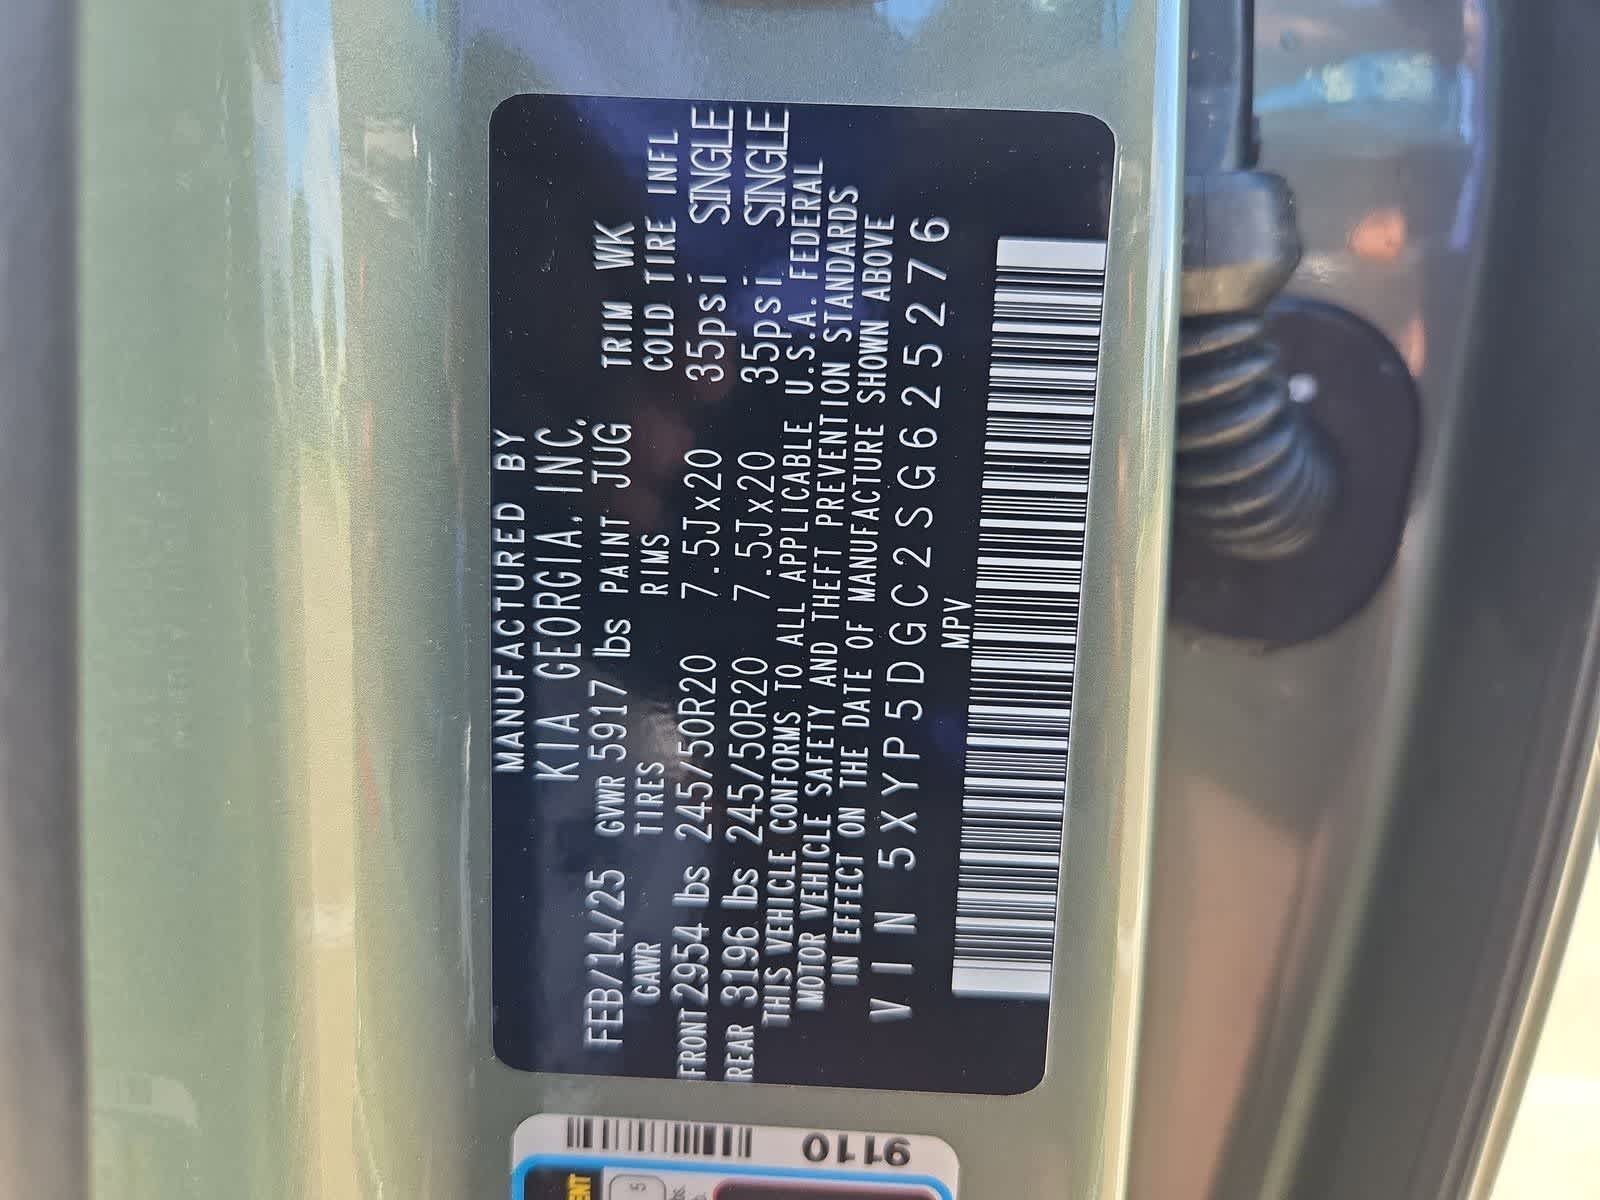 MANUFACTURED BY
KIA GEORGIA, INC.
FEB/14/25 GVWR 5917 lbs PAINT JUG TRIM WK
GAWR TIRES RIMS COLD TIRE INFL
FRONT 2954 lbs 245/50R20 7.5Jx20 35psi SINGLE
REAR 3196 lbs 245/50R20 7.5Jx20 35psi SINGLE
THIS VEHICLE CONFORMS TO ALL APPLICABLE U.S.A. FEDERAL
MOTOR VEHICLE SAFETY AND THEFT PREVENTION STANDARDS
IN EFFECT ON THE DATE OF MANUFACTURE SHOWN ABOVE
VIN 5XYP5DGC2SG625276
MPV
9110
5